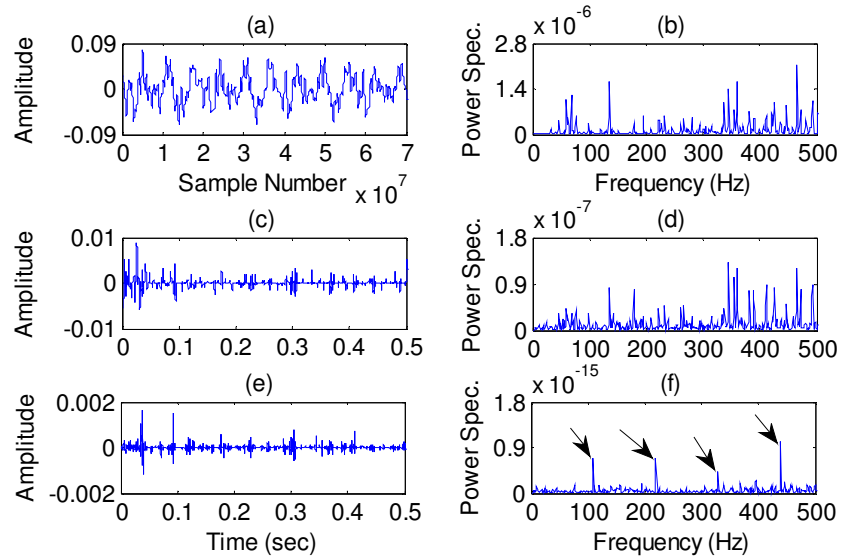 (a)
Amplitude
0.09
0
-0.09
0 1 2 3 4 5 6 7
Sample Number x 10^7
(b)
x 10^-6
Power Spec.
2.8
1.4
0
0 100 200 300 400 500
Frequency (Hz)
(c)
Amplitude
0.01
0
-0.01
0 0.1 0.2 0.3 0.4 0.5
(d)
x 10^-7
Power Spec.
1.8
0.9
0
0 100 200 300 400 500
(e)
Amplitude
0.002
0
-0.002
0 0.1 0.2 0.3 0.4 0.5
Time (sec)
(f)
x 10^-15
Power Spec.
1.8
0.9
0
0 100 200 300 400 500
Frequency (Hz)